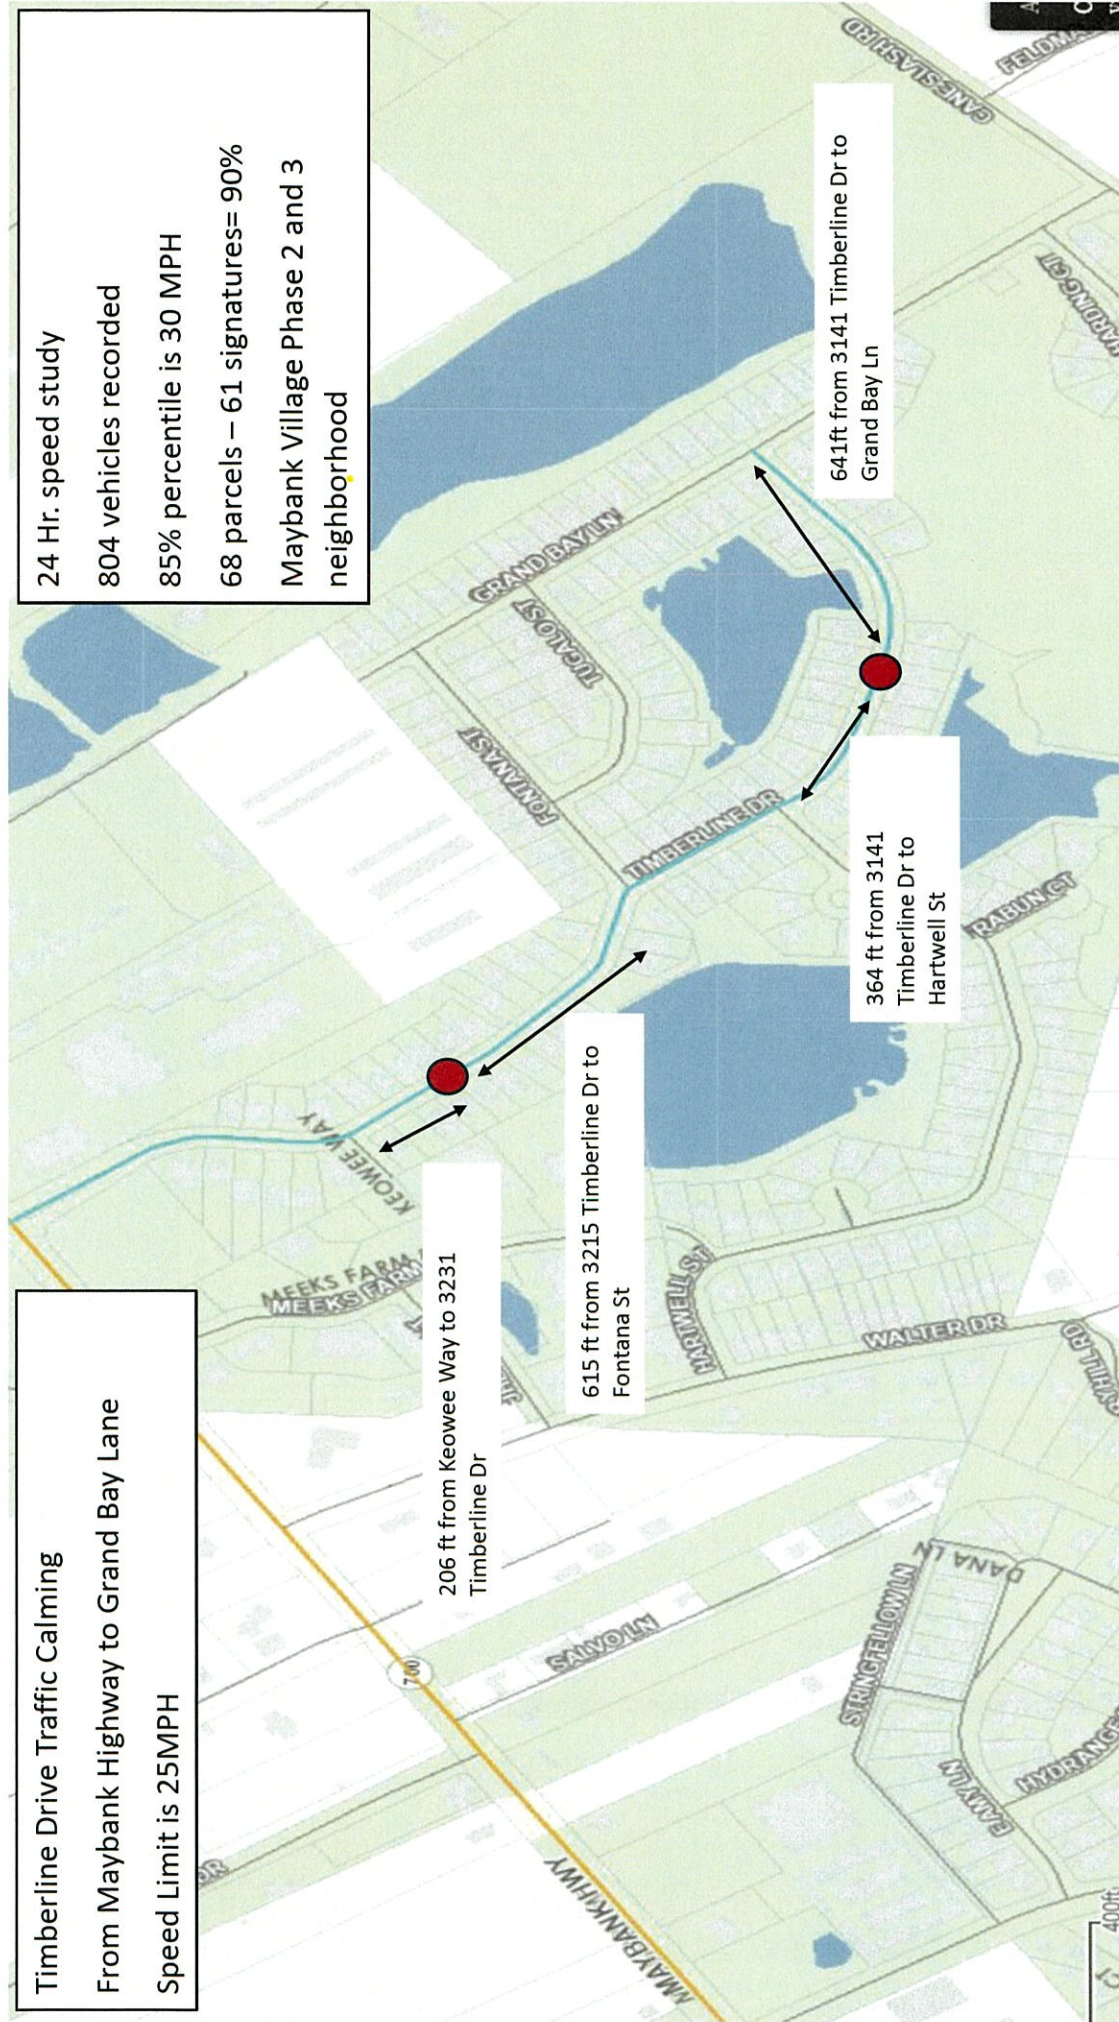 Timberline Drive Traffic Calming
From Maybank Highway to Grand Bay Lane
Speed Limit is 25MPH
24 Hr. speed study
804 vehicles recorded
85% percentile is 30 MPH
68 parcels – 61 signatures= 90%
Maybank Village Phase 2 and 3
neighborhood
206 ft from Keowee Way to 3231
Timberline Dr
615 ft from 3215 Timberline Dr to
Fontana St
364 ft from 3141
Timberline Dr to
Hartwell St
641ft from 3141 Timberline Dr to
Grand Bay Ln
MAYBANK HWY
700
DR
SALVO LN
STRINGFELLOW LN
DANA LN
EAMY LN
400ft
MEEKS FARM
MEEKS FARM
KEOWEE WAY
HARTWELL ST
WALTER DR
RABUN CT
TIMBERLINE DR
FONTANA ST
TUGALO ST
GRAND BAY LN
HARDING CT
CANE SLASH RD